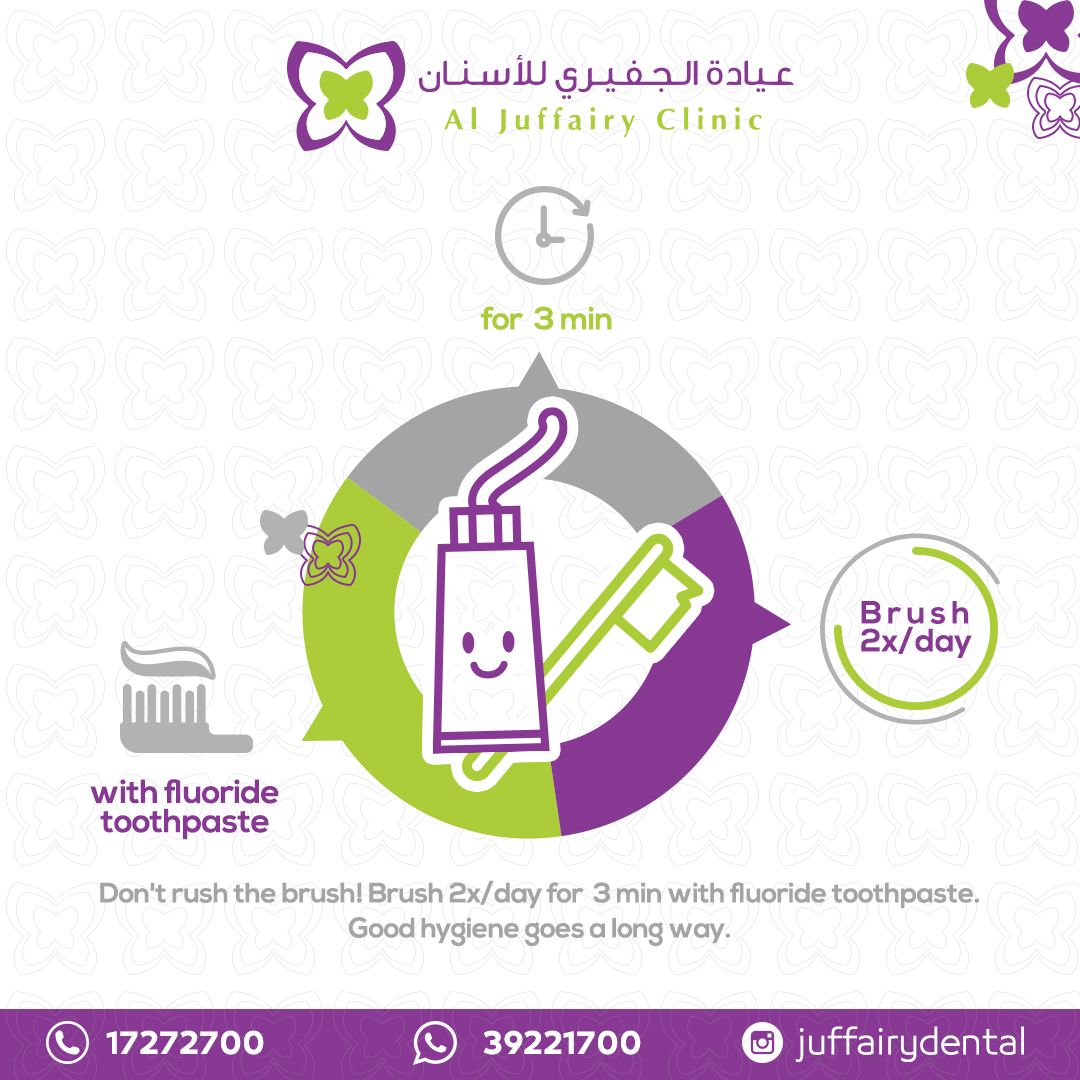 عيادة الجفيري للأسنان
Al Juffairy Clinic
for 3 min
Brush
2x/day
with fluoride
toothpaste
Don't rush the brush! Brush 2x/day for 3 min with fluoride toothpaste.
Good hygiene goes a long way.
17272700
39221700
juffairydental